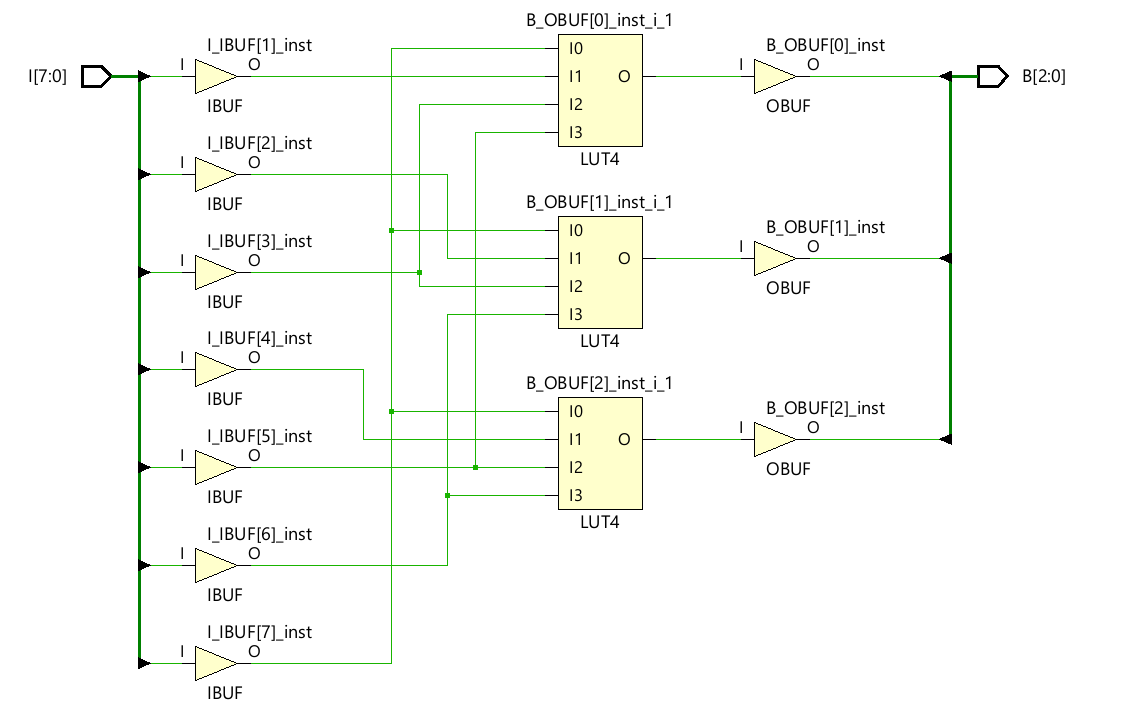 I[7:0]
I_IBUF[1]_inst
I
O
IBUF
I_IBUF[2]_inst
I
O
IBUF
I_IBUF[3]_inst
I
O
IBUF
I_IBUF[4]_inst
I
O
IBUF
I_IBUF[5]_inst
I
O
IBUF
I_IBUF[6]_inst
I
O
IBUF
I_IBUF[7]_inst
I
O
IBUF
B_OBUF[0]_inst_i_1
I0
I1
O
I2
I3
LUT4
B_OBUF[1]_inst_i_1
I0
I1
O
I2
I3
LUT4
B_OBUF[2]_inst_i_1
I0
I1
O
I2
I3
LUT4
B_OBUF[0]_inst
I
O
OBUF
B_OBUF[1]_inst
I
O
OBUF
B_OBUF[2]_inst
I
O
OBUF
B[2:0]